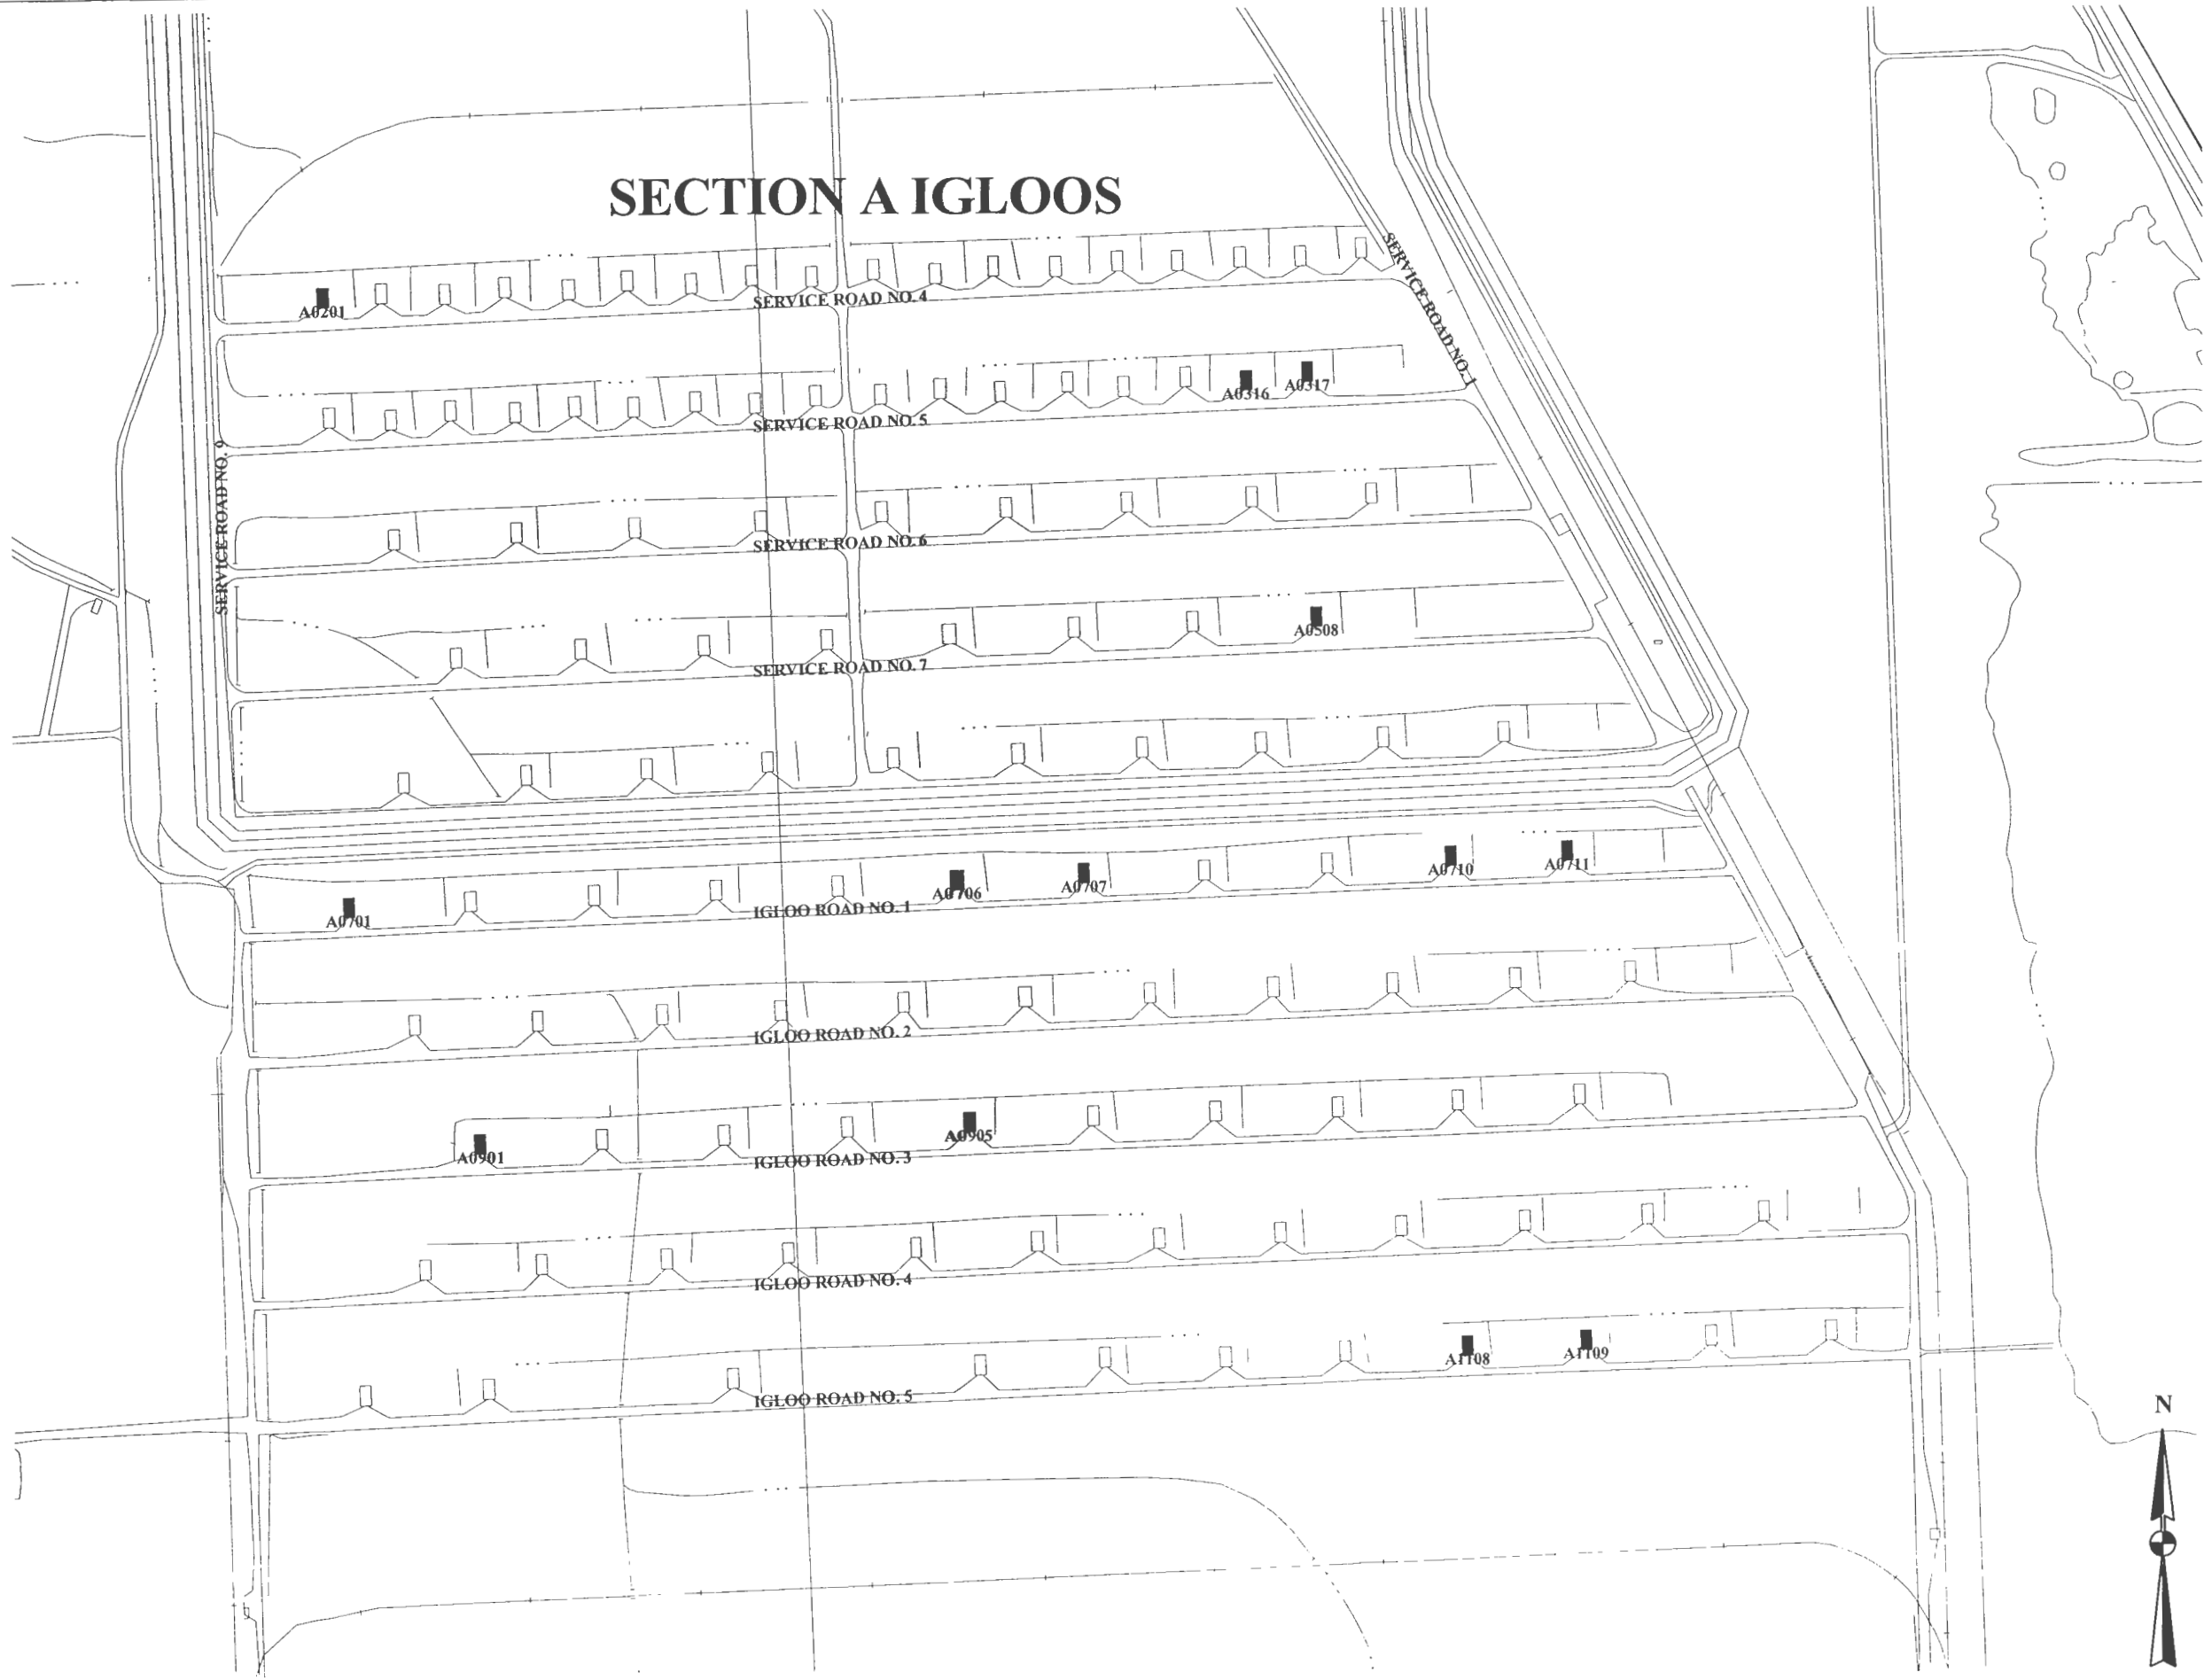 SECTION A IGLOOS
SERVICE ROAD NO. 1
A0201
SERVICE ROAD NO. 4
A0316
A0317
SERVICE ROAD NO. 5
SERVICE ROAD NO. 9
SERVICE ROAD NO. 6
A0508
SERVICE ROAD NO. 7
A0701
A0706
A0707
A0710
A0711
IGLOO ROAD NO. 1
IGLOO ROAD NO. 2
A0901
A0905
IGLOO ROAD NO. 3
IGLOO ROAD NO. 4
A1108
A1109
IGLOO ROAD NO. 5
N